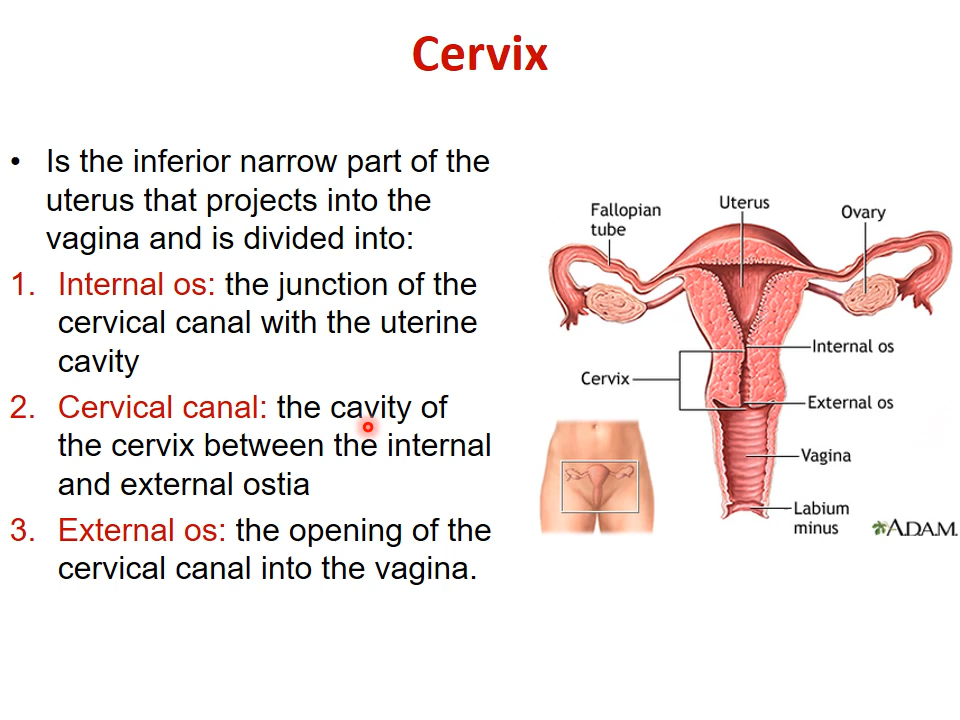 Cervix
• Is the inferior narrow part of the
uterus that projects into the
vagina and is divided into:
1. Internal os: the junction of the
cervical canal with the uterine
cavity
2. Cervical canal: the cavity of
the cervix between the internal
and external ostia
3. External os: the opening of the
cervical canal into the vagina.
Fallopian
tube
Uterus
Ovary
Internal os
Cervix
External os
Vagina
Labium
minus
A.D.A.M.